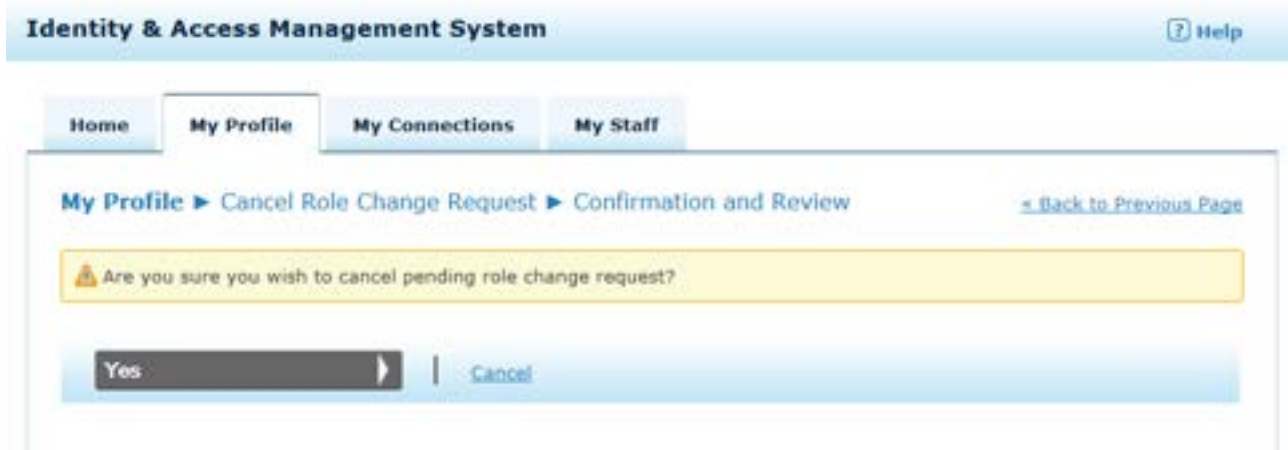 Identity & Access Management System
? Help
Home My Profile My Connections My Staff
My Profile ► Cancel Role Change Request ► Confirmation and Review
« Back to Previous Page
Are you sure you wish to cancel pending role change request?
Yes | Cancel